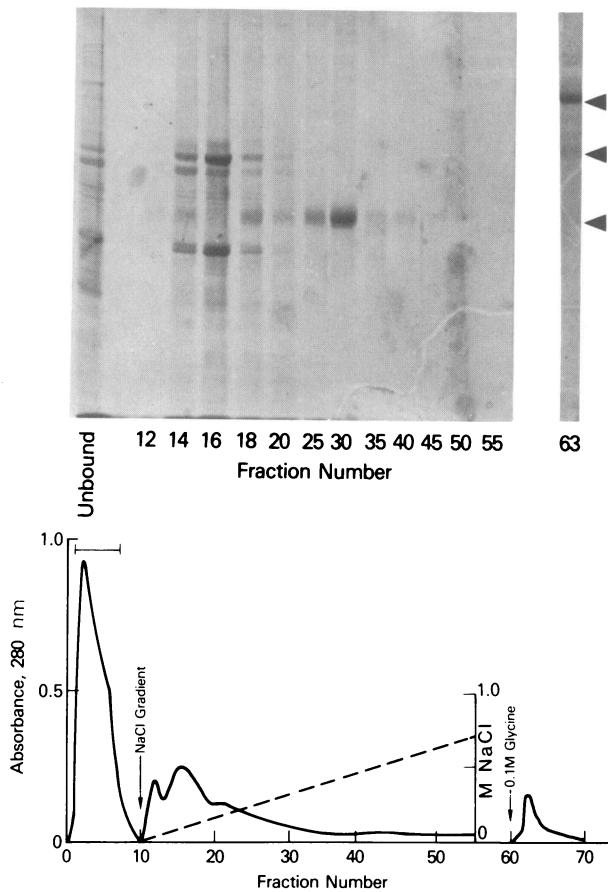 Unbound
12 14 16 18 20 25 30 35 40 45 50 55 63
Fraction Number
1.0
0.5
0
Absorbance, 280 nm
NaCl Gradient
1.0
M NaCl
0
0.1M Glycine
0 10 20 30 40 50 60 70
Fraction Number